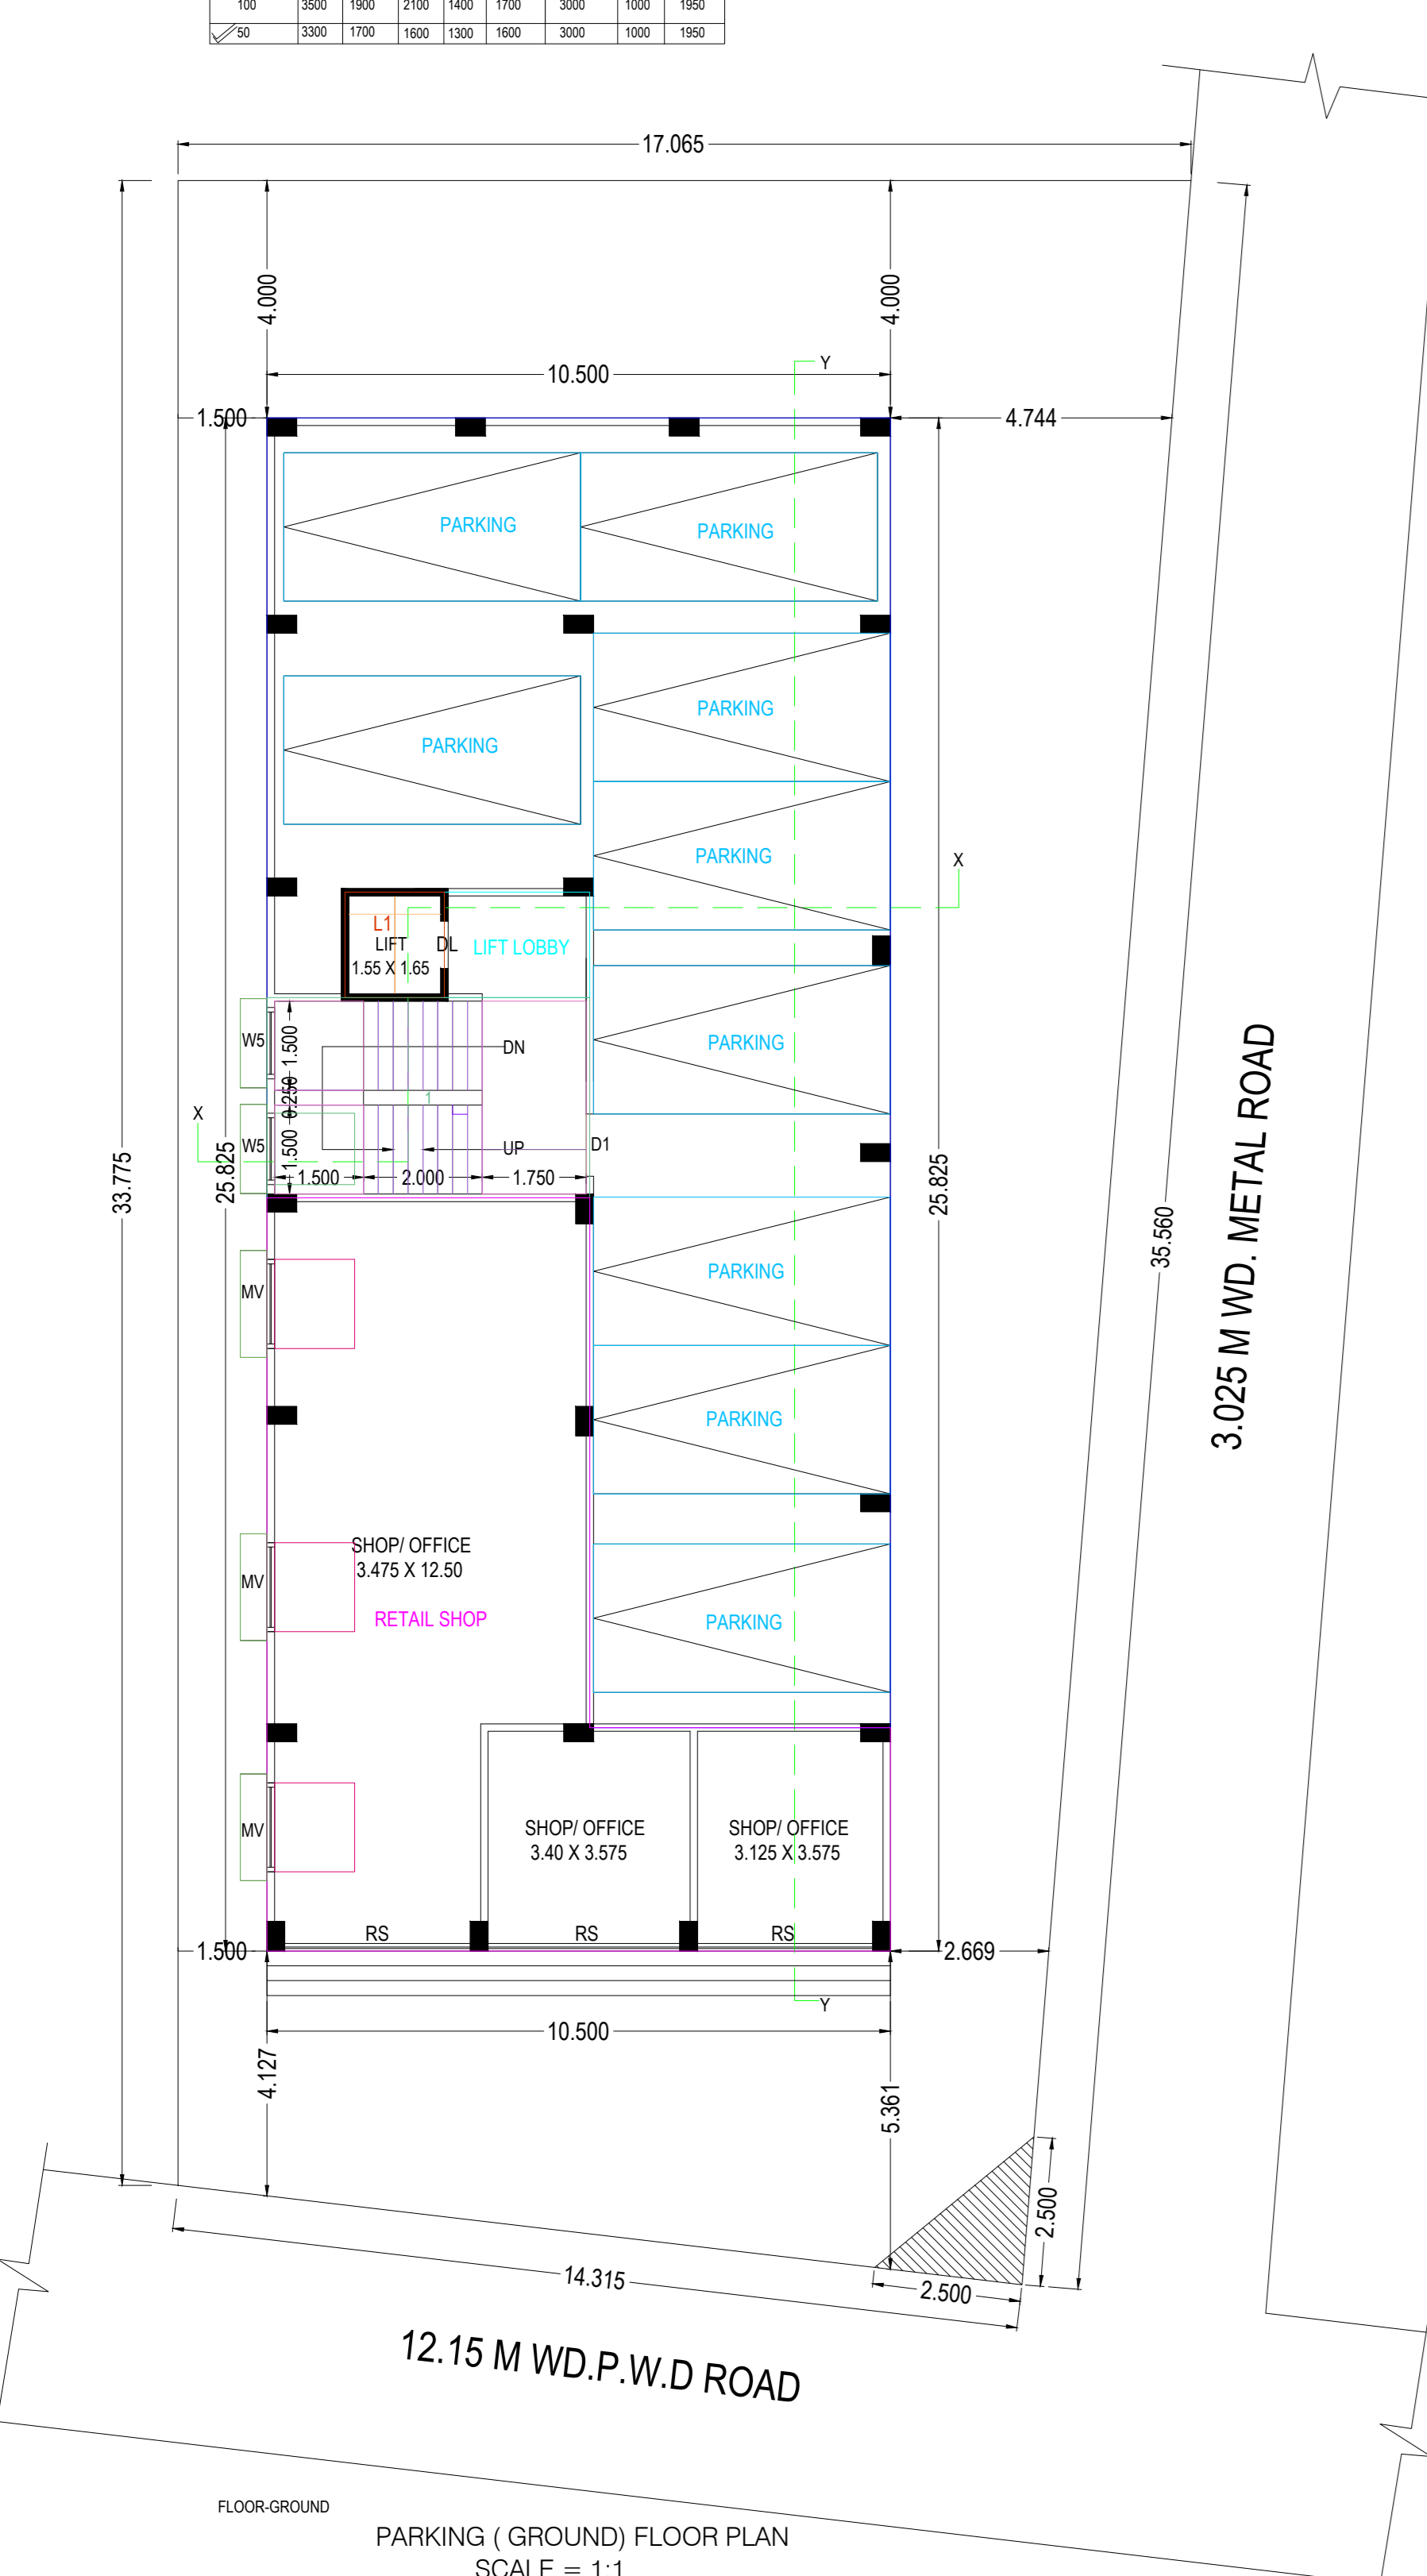 100 3500 1900 2100 1400 1700 3000 1000 1950
50 3300 1700 1600 1300 1600 3000 1000 1950
17.065
4.000
4.000
Y
10.500
1.500
4.744
PARKING
PARKING
PARKING
PARKING
PARKING
X
L1
LIFT
DL
LIFT LOBBY
1.55 X 1.65
W5
1.500
DN
PARKING
0.250
1
X
W5
1.500
UP
D1
1.500
2.000
1.750
33.775
25.825
25.825
35.560
3.025 M WD. METAL ROAD
PARKING
MV
PARKING
SHOP/ OFFICE
3.475 X 12.50
MV
RETAIL SHOP
PARKING
MV
SHOP/ OFFICE
3.40 X 3.575
SHOP/ OFFICE
3.125 X 3.575
RS
RS
RS
1.500
2.669
Y
10.500
4.127
5.361
2.500
14.315
2.500
12.15 M WD.P.W.D ROAD
FLOOR-GROUND
PARKING ( GROUND) FLOOR PLAN
SCALE = 1:1